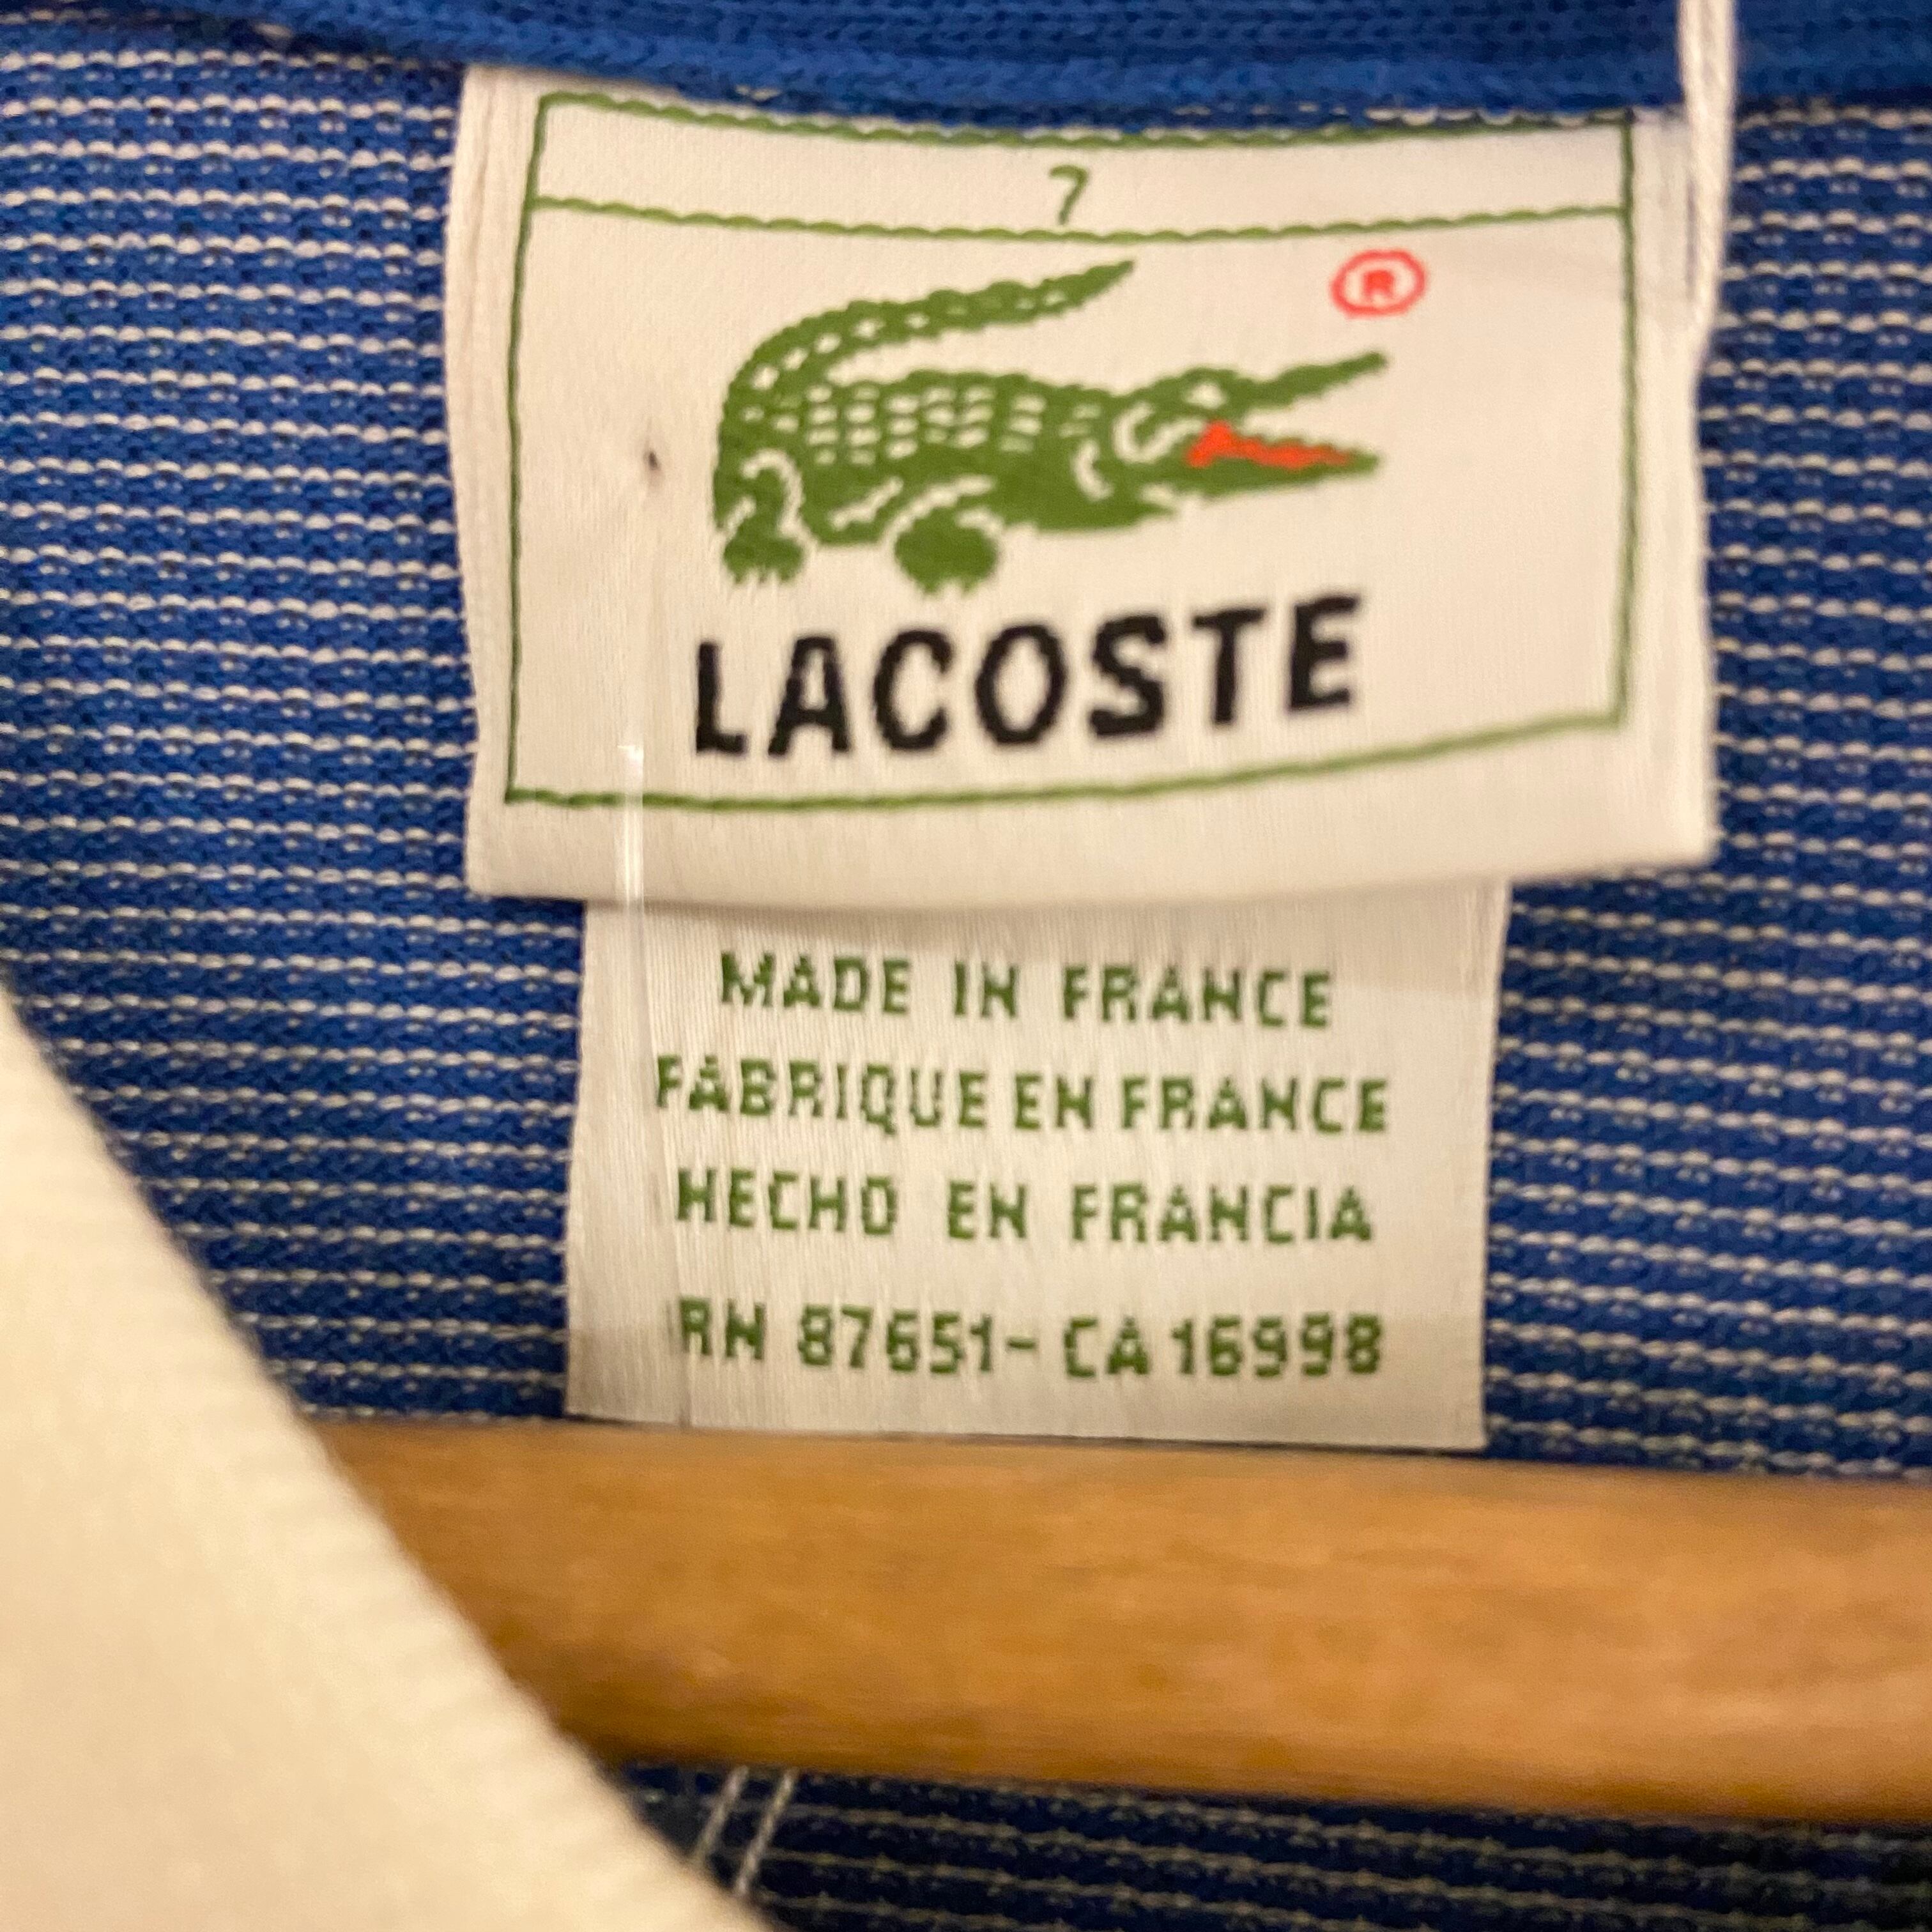 7
®
LACOSTE
MADE IN FRANCE
FABRIQUE EN FRANCE
HECHO EN FRANCIA
RN 87651-CA 16998